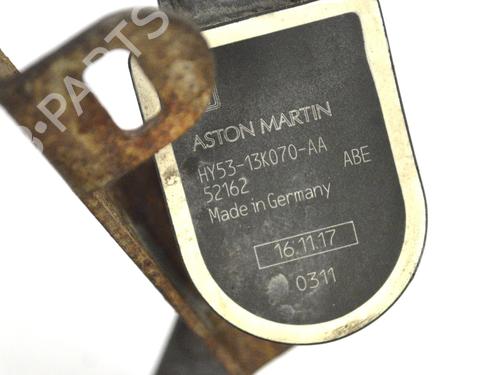 B-PARTS
ASTON MARTIN
HY53-13K070-AA
52162 ABE
Made in Germany
16.11.17
0311